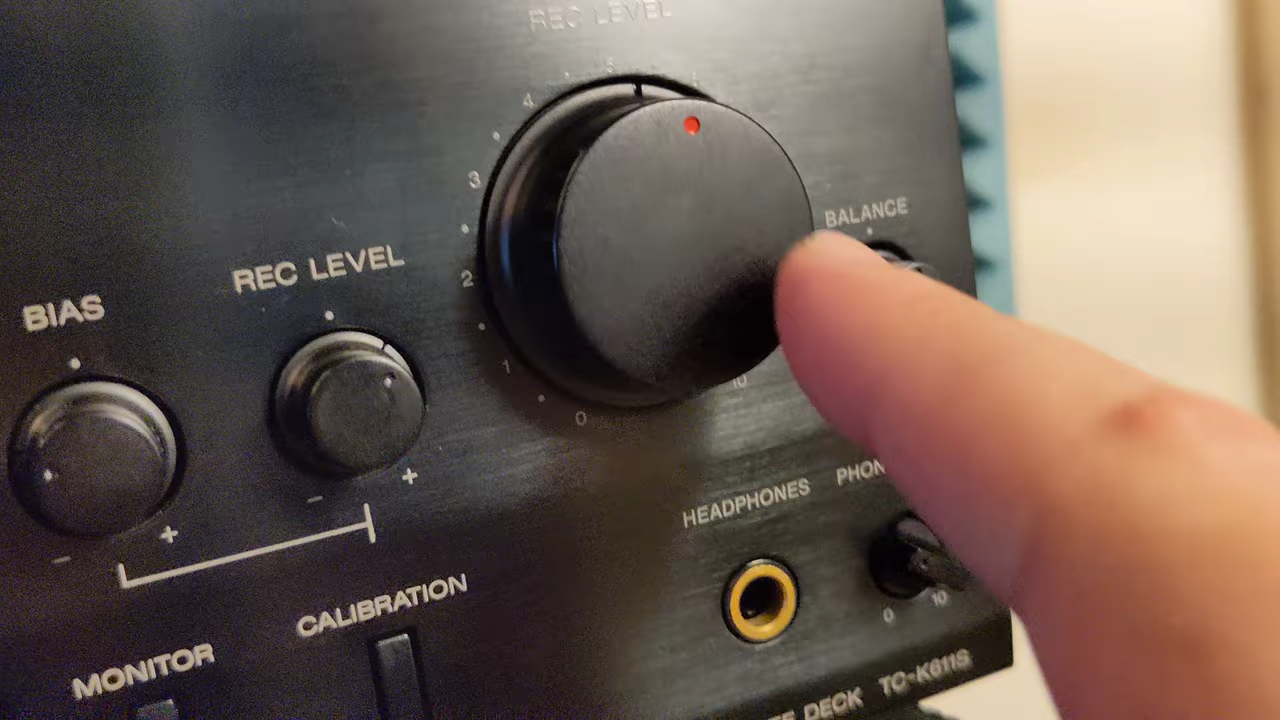 REC LEVEL
4
3
2
1
0
10
BALANCE
REC LEVEL
- +
BIAS
- +
CALIBRATION
MONITOR
HEADPHONES
PHON
0 10
DECK TC-K611S